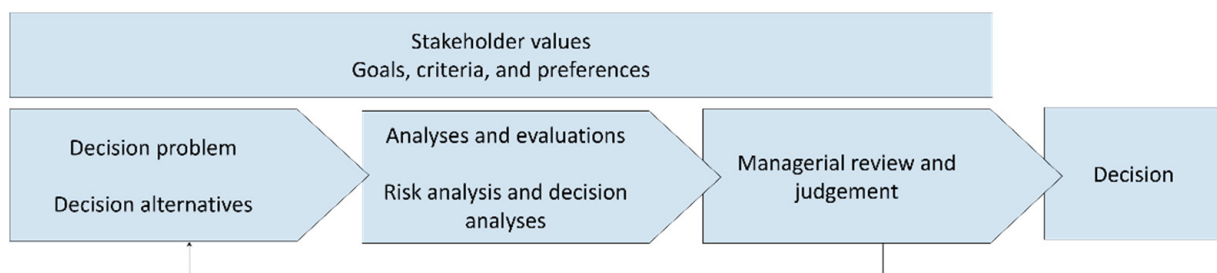 Stakeholder values
Goals, criteria, and preferences
Decision problem
Decision alternatives
Analyses and evaluations
Risk analysis and decision
analyses
Managerial review and
judgement
Decision